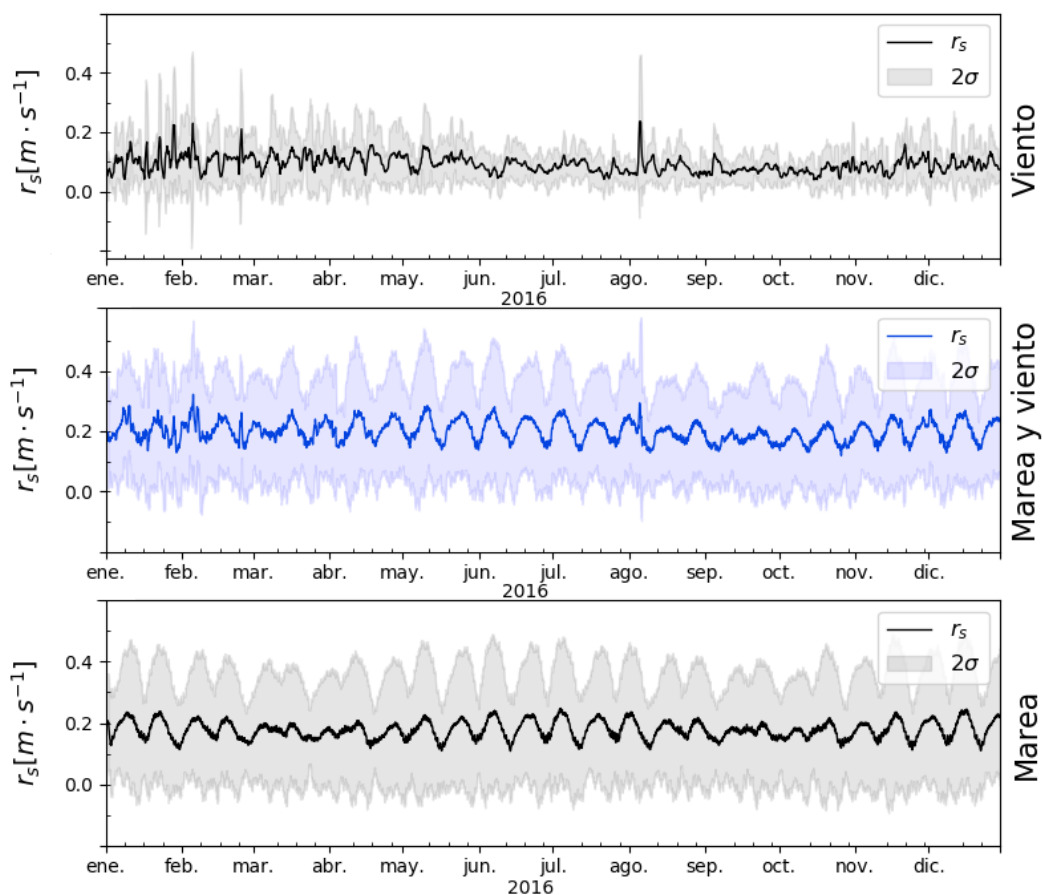 r_s[m · s⁻¹]
0.4
0.2
0.0
r_s
2σ
Viento
ene. feb. mar. abr. may. jun. jul. ago. sep. oct. nov. dic.
2016
r_s[m · s⁻¹]
0.4
0.2
0.0
r_s
2σ
Marea y viento
ene. feb. mar. abr. may. jun. jul. ago. sep. oct. nov. dic.
2016
r_s[m · s⁻¹]
0.4
0.2
0.0
r_s
2σ
Marea
ene. feb. mar. abr. may. jun. jul. ago. sep. oct. nov. dic.
2016